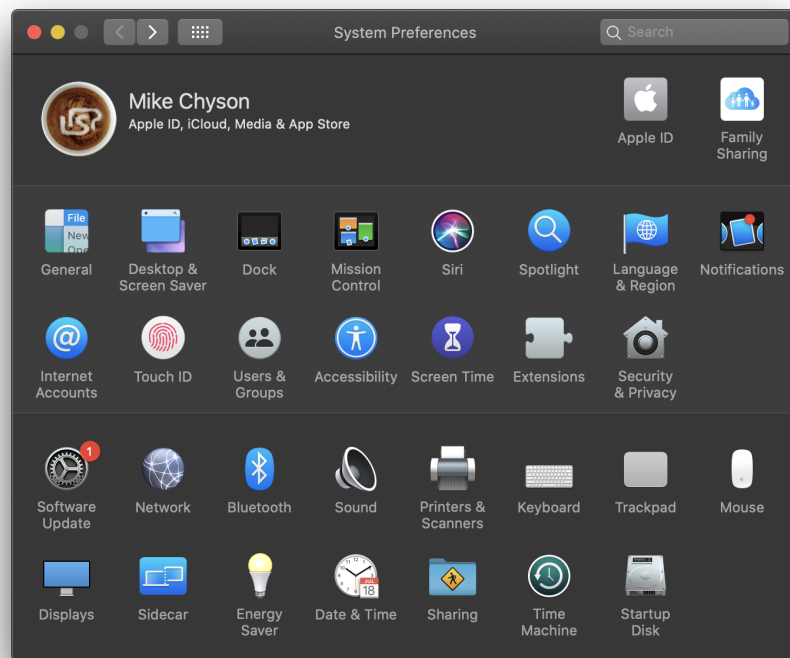 System Preferences
Search
Mike Chyson
Apple ID, iCloud, Media & App Store
Apple ID
Family
Sharing
File
New
Ope
General
Desktop &
Screen Saver
Dock
Mission
Control
Siri
Spotlight
Language
& Region
Notifications
@
Internet
Accounts
Touch ID
Users &
Groups
Accessibility
Screen Time
Extensions
Security
& Privacy
1
Software
Update
Network
Bluetooth
Sound
Printers &
Scanners
Keyboard
Trackpad
Mouse
Displays
Sidecar
Energy
Saver
JUL
18
Date & Time
Sharing
Time
Machine
Startup
Disk